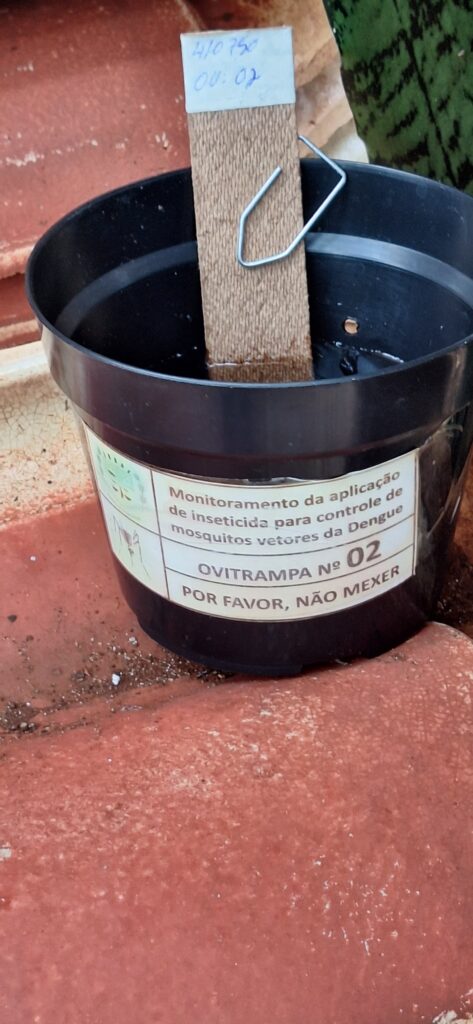 410750
OV: 02
Monitoramento da aplicação
de inseticida para controle de
mosquitos vetores da Dengue
OVITRAMPA Nº 02
POR FAVOR, NÃO MEXER